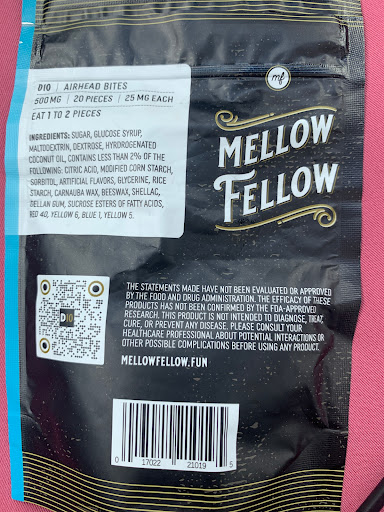 D10 | AIRHEAD BITES
500 MG | 20 PIECES | 25 MG EACH
EAT 1 TO 2 PIECES
INGREDIENTS: SUGAR, GLUCOSE SYRUP,
MALTODEXTRIN, DEXTROSE, HYDROROGENATED
COCONUT OIL, CONTAINS LESS THAN 2% OF THE
FOLLOWING: CITRIC ACID, MODIFIED CORN STARCH,
SORBITOL, ARTIFICIAL FLAVORS, GLYCERINE, RICE
STARCH, CARNAUBA WAX, BEESWAX, SHELLAC,
GELLAN GUM, SUCROSE ESTERS OF FATTY ACIDS,
RED 40, YELLOW 6, BLUE 1, YELLOW 5.
mf
MELLOW
FELLOW
D10
THE STATEMENTS MADE HAVE NOT BEEN EVALUATED OR APPROVED
BY THE FOOD AND DRUG ADMINISTRATION. THE EFFICACY OF THESE
PRODUCTS HAS NOT BEEN CONFIRMED BY THE FDA-APPROVED
RESEARCH. THIS PRODUCT IS NOT INTENDED TO DIAGNOSE, TREAT,
CURE, OR PREVENT ANY DISEASE. PLEASE CONSULT YOUR
HEALTHCARE PROFESSIONAL ABOUT POTENTIAL INTERACTIONS OR
OTHER POSSIBLE COMPLICATIONS BEFORE USING ANY PRODUCT.
MELLOWFELLOW.FUN
0 17022 21019 5